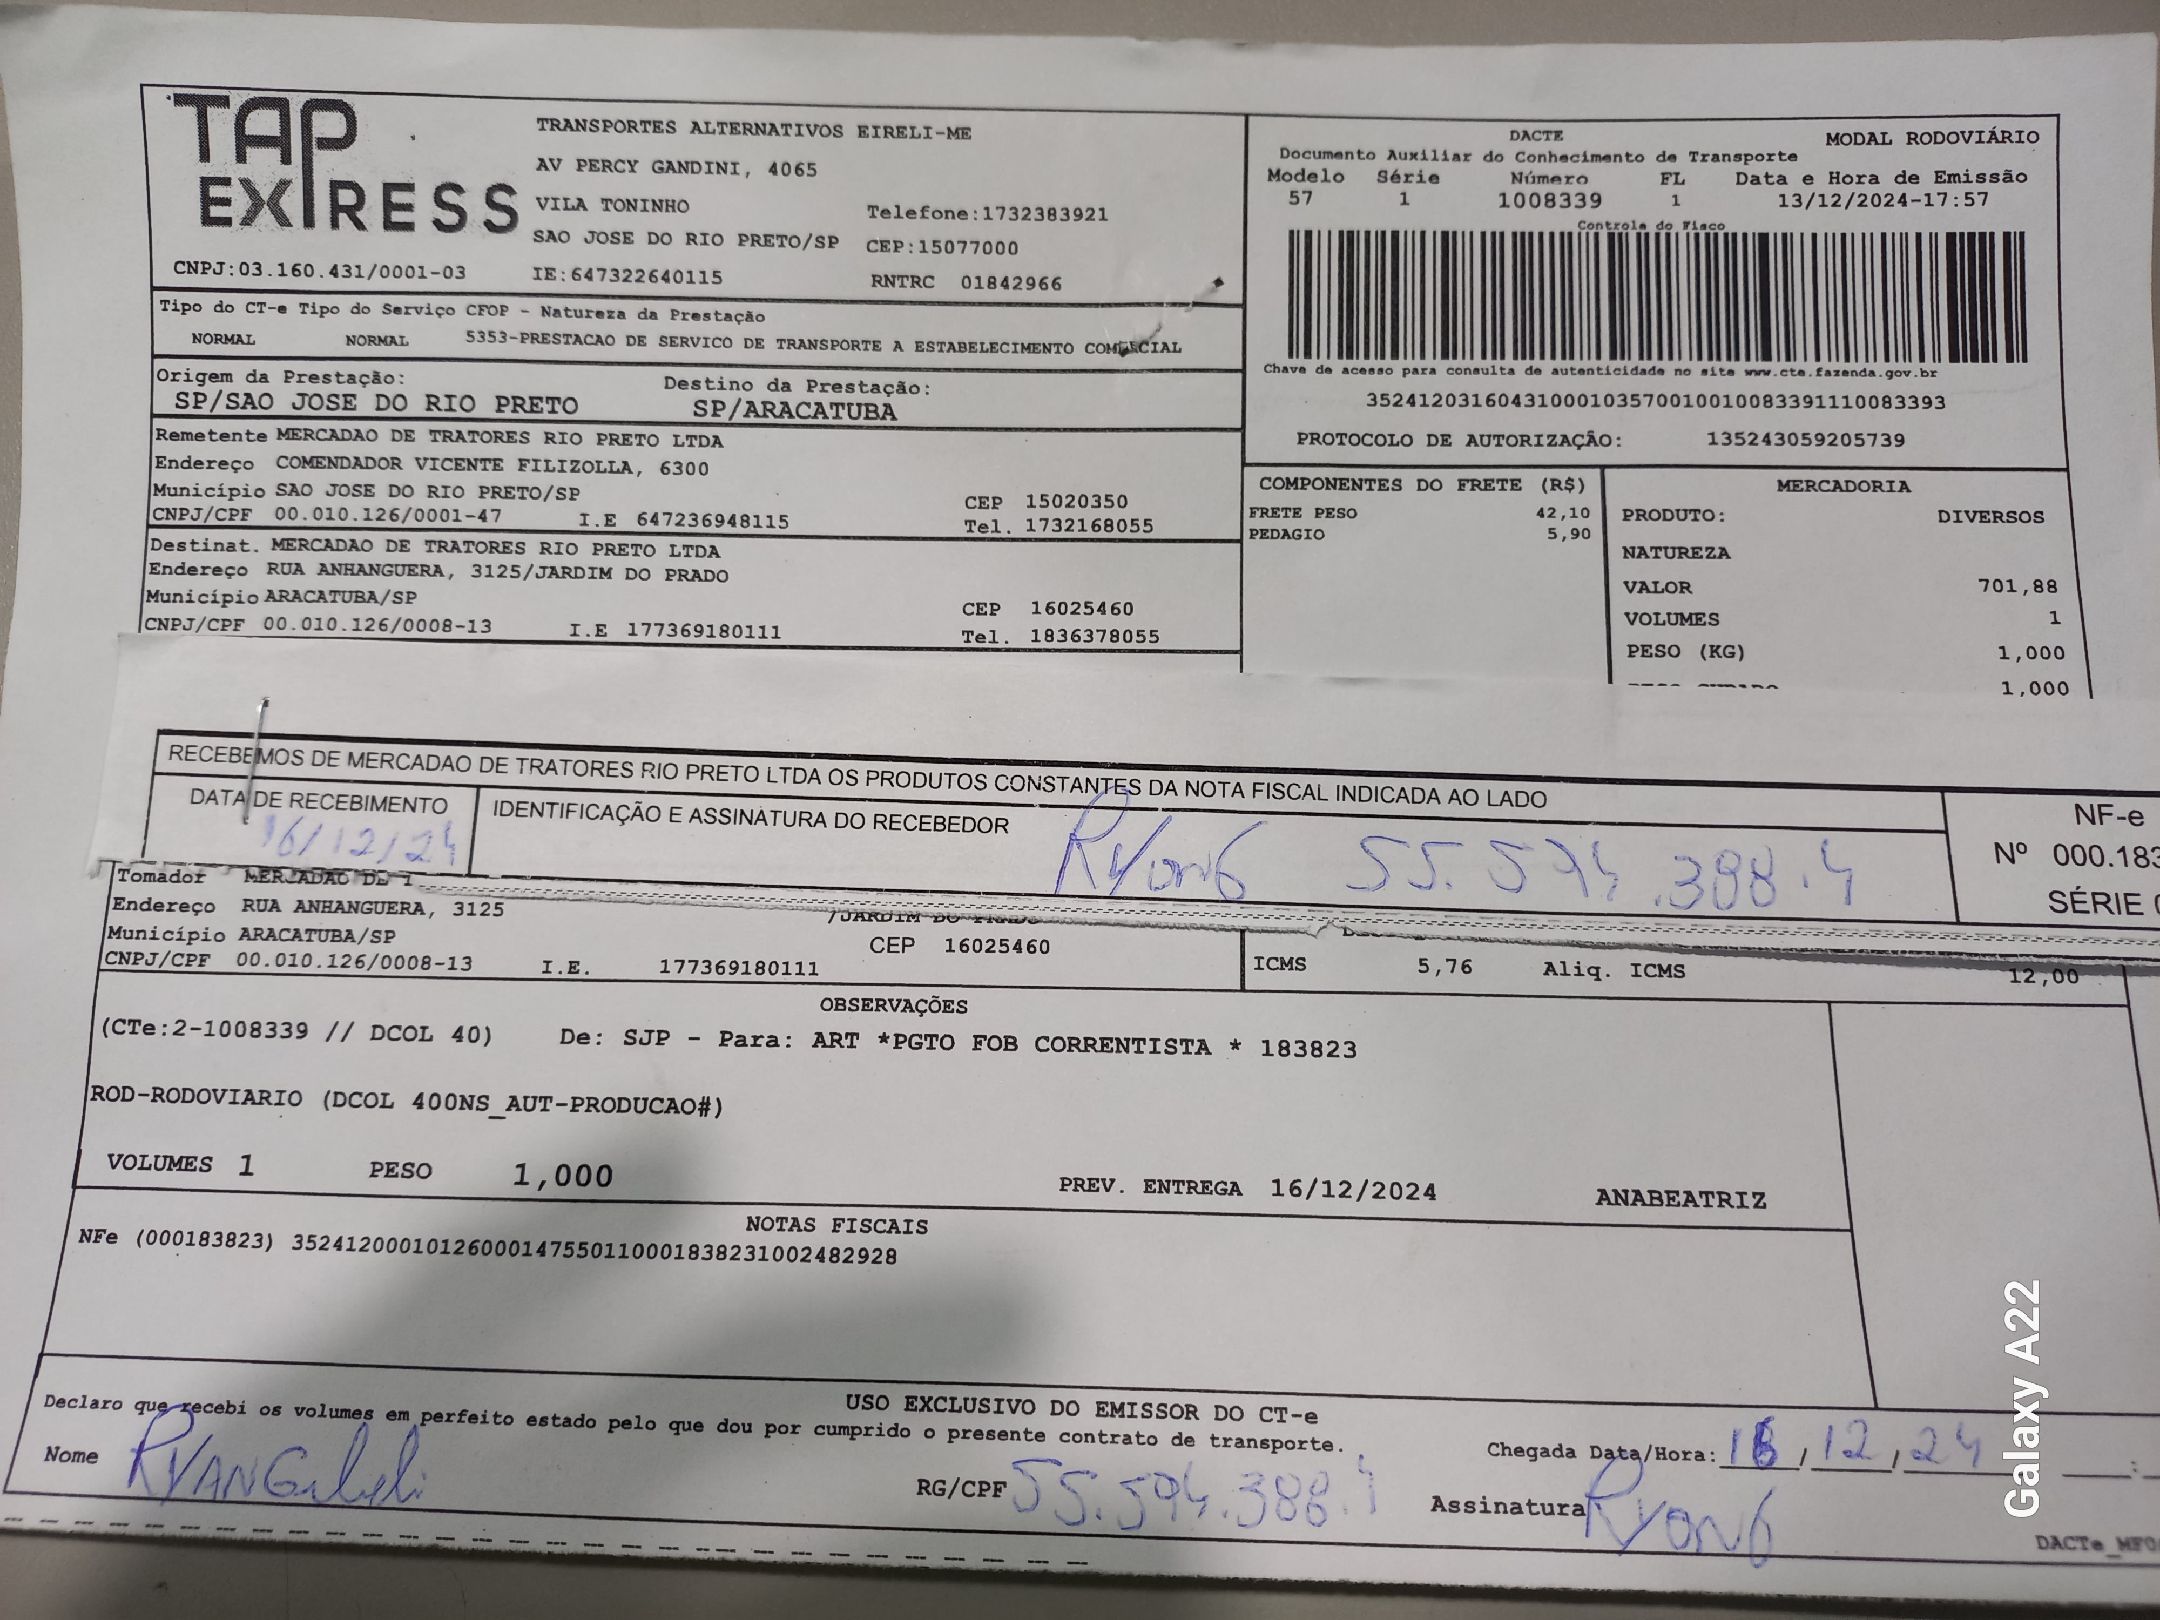 TAP EXPRESS
TRANSPORTES ALTERNATIVOS EIRELI-ME
AV PERCY GANDINI, 4065
VILA TONINHO Telefone:1732383921
SAO JOSE DO RIO PRETO/SP CEP:15077000
CNPJ:03.160.431/0001-03 IE:647322640115 RNTRC 01842966
DACTE MODAL RODOVIÁRIO
Documento Auxiliar do Conhecimento de Transporte
Modelo Série Número FL Data e Hora de Emissão
57 1 1008339 1 13/12/2024-17:57
Controle do Fisco
Chave de acesso para consulta de autenticidade no site www.cte.fazenda.gov.br
35241203160431000103570010010083391110083393
PROTOCOLO DE AUTORIZAÇÃO: 135243059205739
Tipo do CT-e Tipo do Serviço CFOP - Natureza da Prestação
NORMAL NORMAL 5353-PRESTACAO DE SERVICO DE TRANSPORTE A ESTABELECIMENTO COMERCIAL
Origem da Prestação: Destino da Prestação:
SP/SAO JOSE DO RIO PRETO SP/ARACATUBA
Remetente MERCADAO DE TRATORES RIO PRETO LTDA
Endereço COMENDADOR VICENTE FILIZOLLA, 6300
Município SAO JOSE DO RIO PRETO/SP CEP 15020350
CNPJ/CPF 00.010.126/0001-47 I.E 647236948115 Tel. 1732168055
Destinat. MERCADAO DE TRATORES RIO PRETO LTDA
Endereço RUA ANHANGUERA, 3125/JARDIM DO PRADO
Município ARACATUBA/SP CEP 16025460
CNPJ/CPF 00.010.126/0008-13 I.E 177369180111 Tel. 1836378055
COMPONENTES DO FRETE (R$)
FRETE PESO 42,10
PEDAGIO 5,90
MERCADORIA
PRODUTO: DIVERSOS
NATUREZA
VALOR 701,88
VOLUMES 1
PESO (KG) 1,000
1,000
RECEBEMOS DE MERCADAO DE TRATORES RIO PRETO LTDA OS PRODUTOS CONSTANTES DA NOTA FISCAL INDICADA AO LADO
DATA DE RECEBIMENTO IDENTIFICAÇÃO E ASSINATURA DO RECEBEDOR
16/12/24 RYanG 55.594.388.4
NF-e
Nº 000.183
SÉRIE
Tomador MERCADAO DE
Endereço RUA ANHANGUERA, 3125 /JARDIM DO PRADO
Município ARACATUBA/SP CEP 16025460
CNPJ/CPF 00.010.126/0008-13 I.E. 177369180111
ICMS 5,76 Aliq. ICMS 12,00
OBSERVAÇÕES
(CTe:2-1008339 // DCOL 40) De: SJP - Para: ART *PGTO FOB CORRENTISTA * 183823
ROD-RODOVIARIO (DCOL 400NS_AUT-PRODUCAO#)
VOLUMES 1 PESO 1,000 PREV. ENTREGA 16/12/2024 ANABEATRIZ
NOTAS FISCAIS
NFe (000183823) 35241200010126000147550110001838231002482928
USO EXCLUSIVO DO EMISSOR DO CT-e
Declaro que recebi os volumes em perfeito estado pelo que dou por cumprido o presente contrato de transporte.
Chegada Data/Hora: 16/12/24 :
Nome RYAN RG/CPF 55.594.388.4 Assinatura RYANG
DACTe_MF0
Galaxy A22